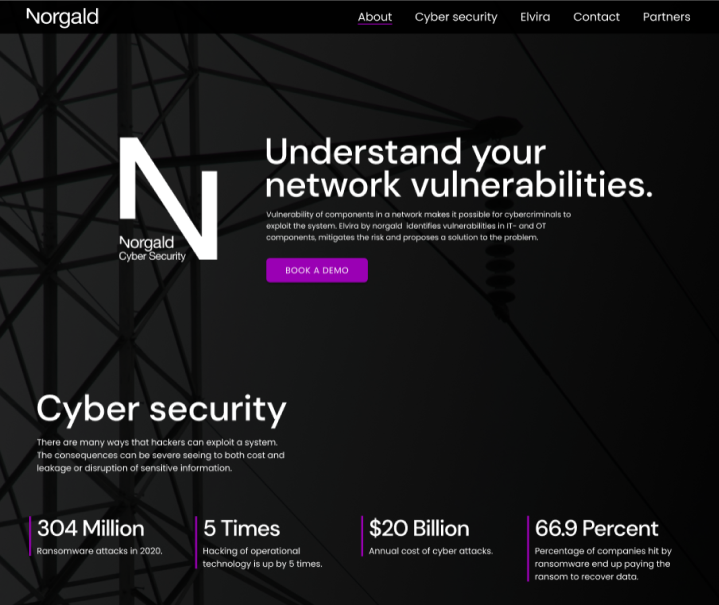 Norgald
About Cyber security Elvira Contact Partners
Understand your
network vulnerabilities.
Vulnerability of components in a network makes it possible for cybercriminals to
exploit the system. Elvira by norgald identifies vulnerabilities in IT- and OT
components, mitigates the risk and proposes a solution to the problem.
N
Norgald
Cyber Security
BOOK A DEMO
Cyber security
There are many ways that hackers can exploit a system.
The consequences can be severe seeing to both cost and
leakage or disruption of sensitive information.
304 Million
Ransomware attacks in 2020.
5 Times
Hacking of operational
technology is up by 5 times.
$20 Billion
Annual cost of cyber attacks.
66.9 Percent
Percentage of companies hit by
ransomware end up paying the
ransom to recover data.